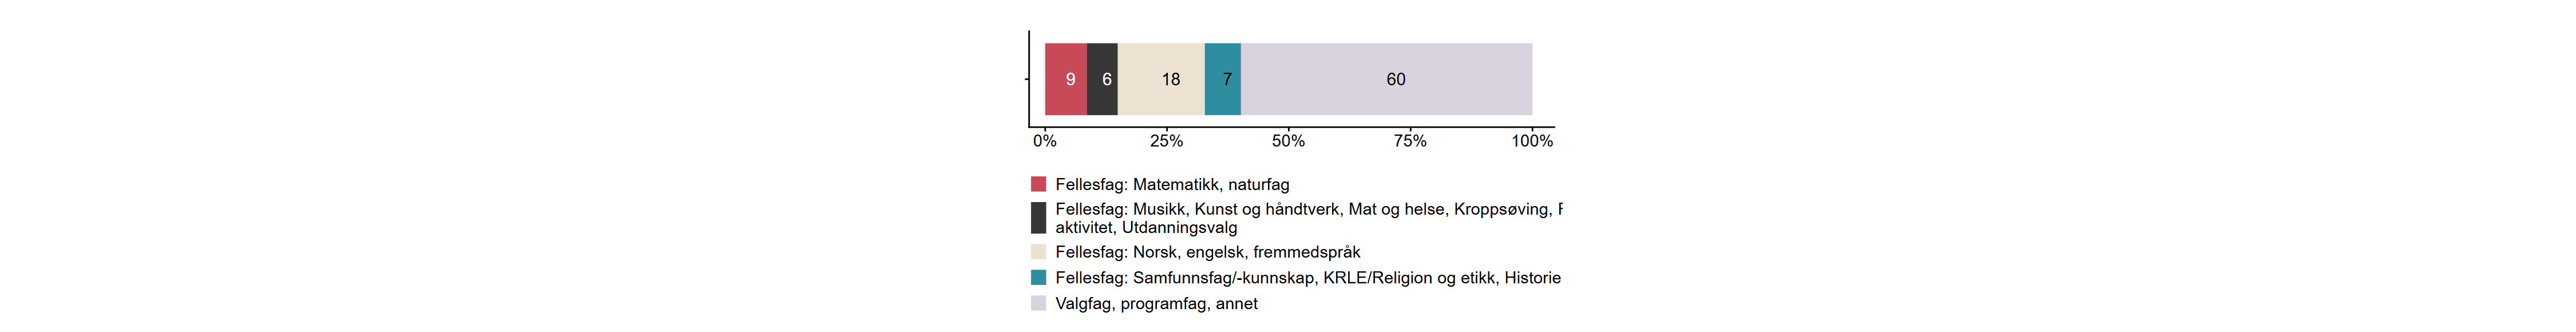 9 6 18 7 60
0% 25% 50% 75% 100%
Fellesfag: Matematikk, naturfag
Fellesfag: Musikk, Kunst og håndtverk, Mat og helse, Kroppsøving,
aktivitet, Utdanningsvalg
Fellesfag: Norsk, engelsk, fremmedspråk
Fellesfag: Samfunnsfag/-kunnskap, KRLE/Religion og etikk, Historie
Valgfag, programfag, annet